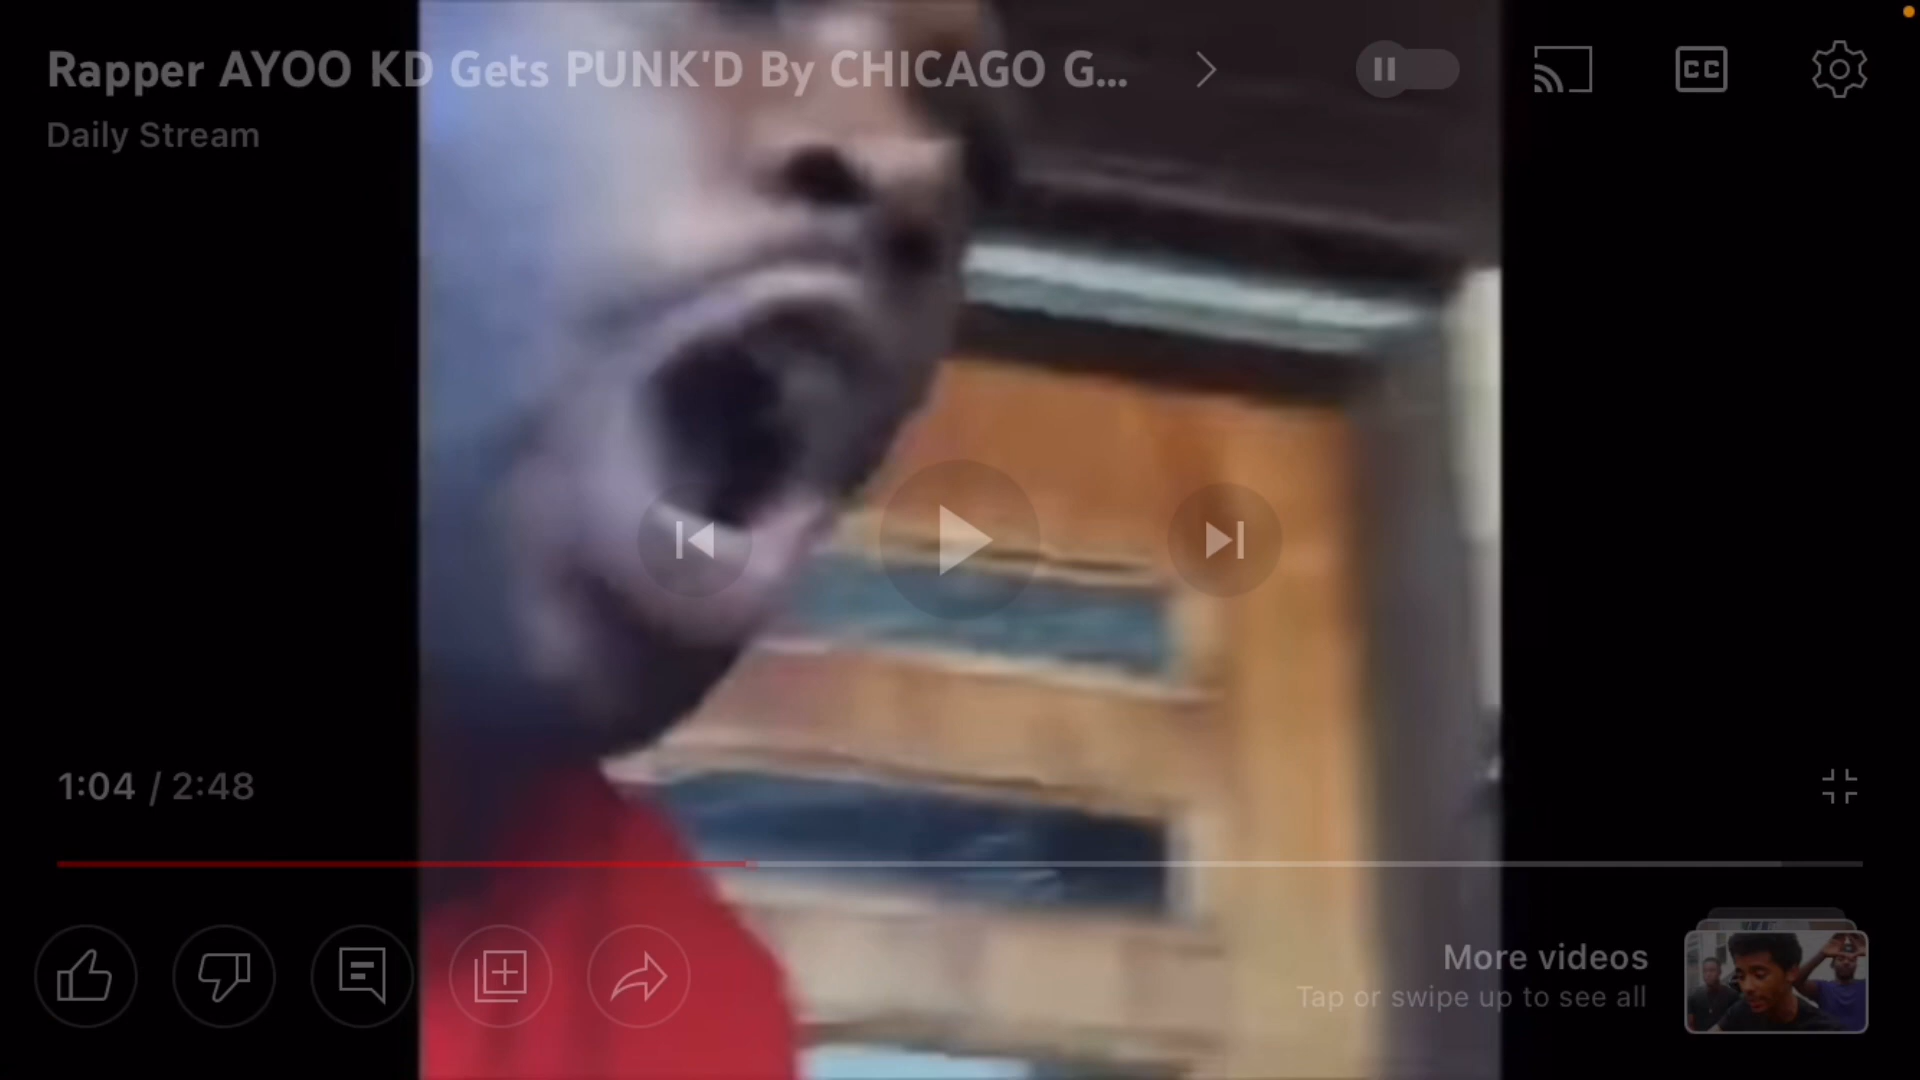 Rapper AYOO KD Gets PUNK'D By CHICAGO G...
CC
Daily Stream
1:04 / 2:48
More videos
Tap or swipe up to see all